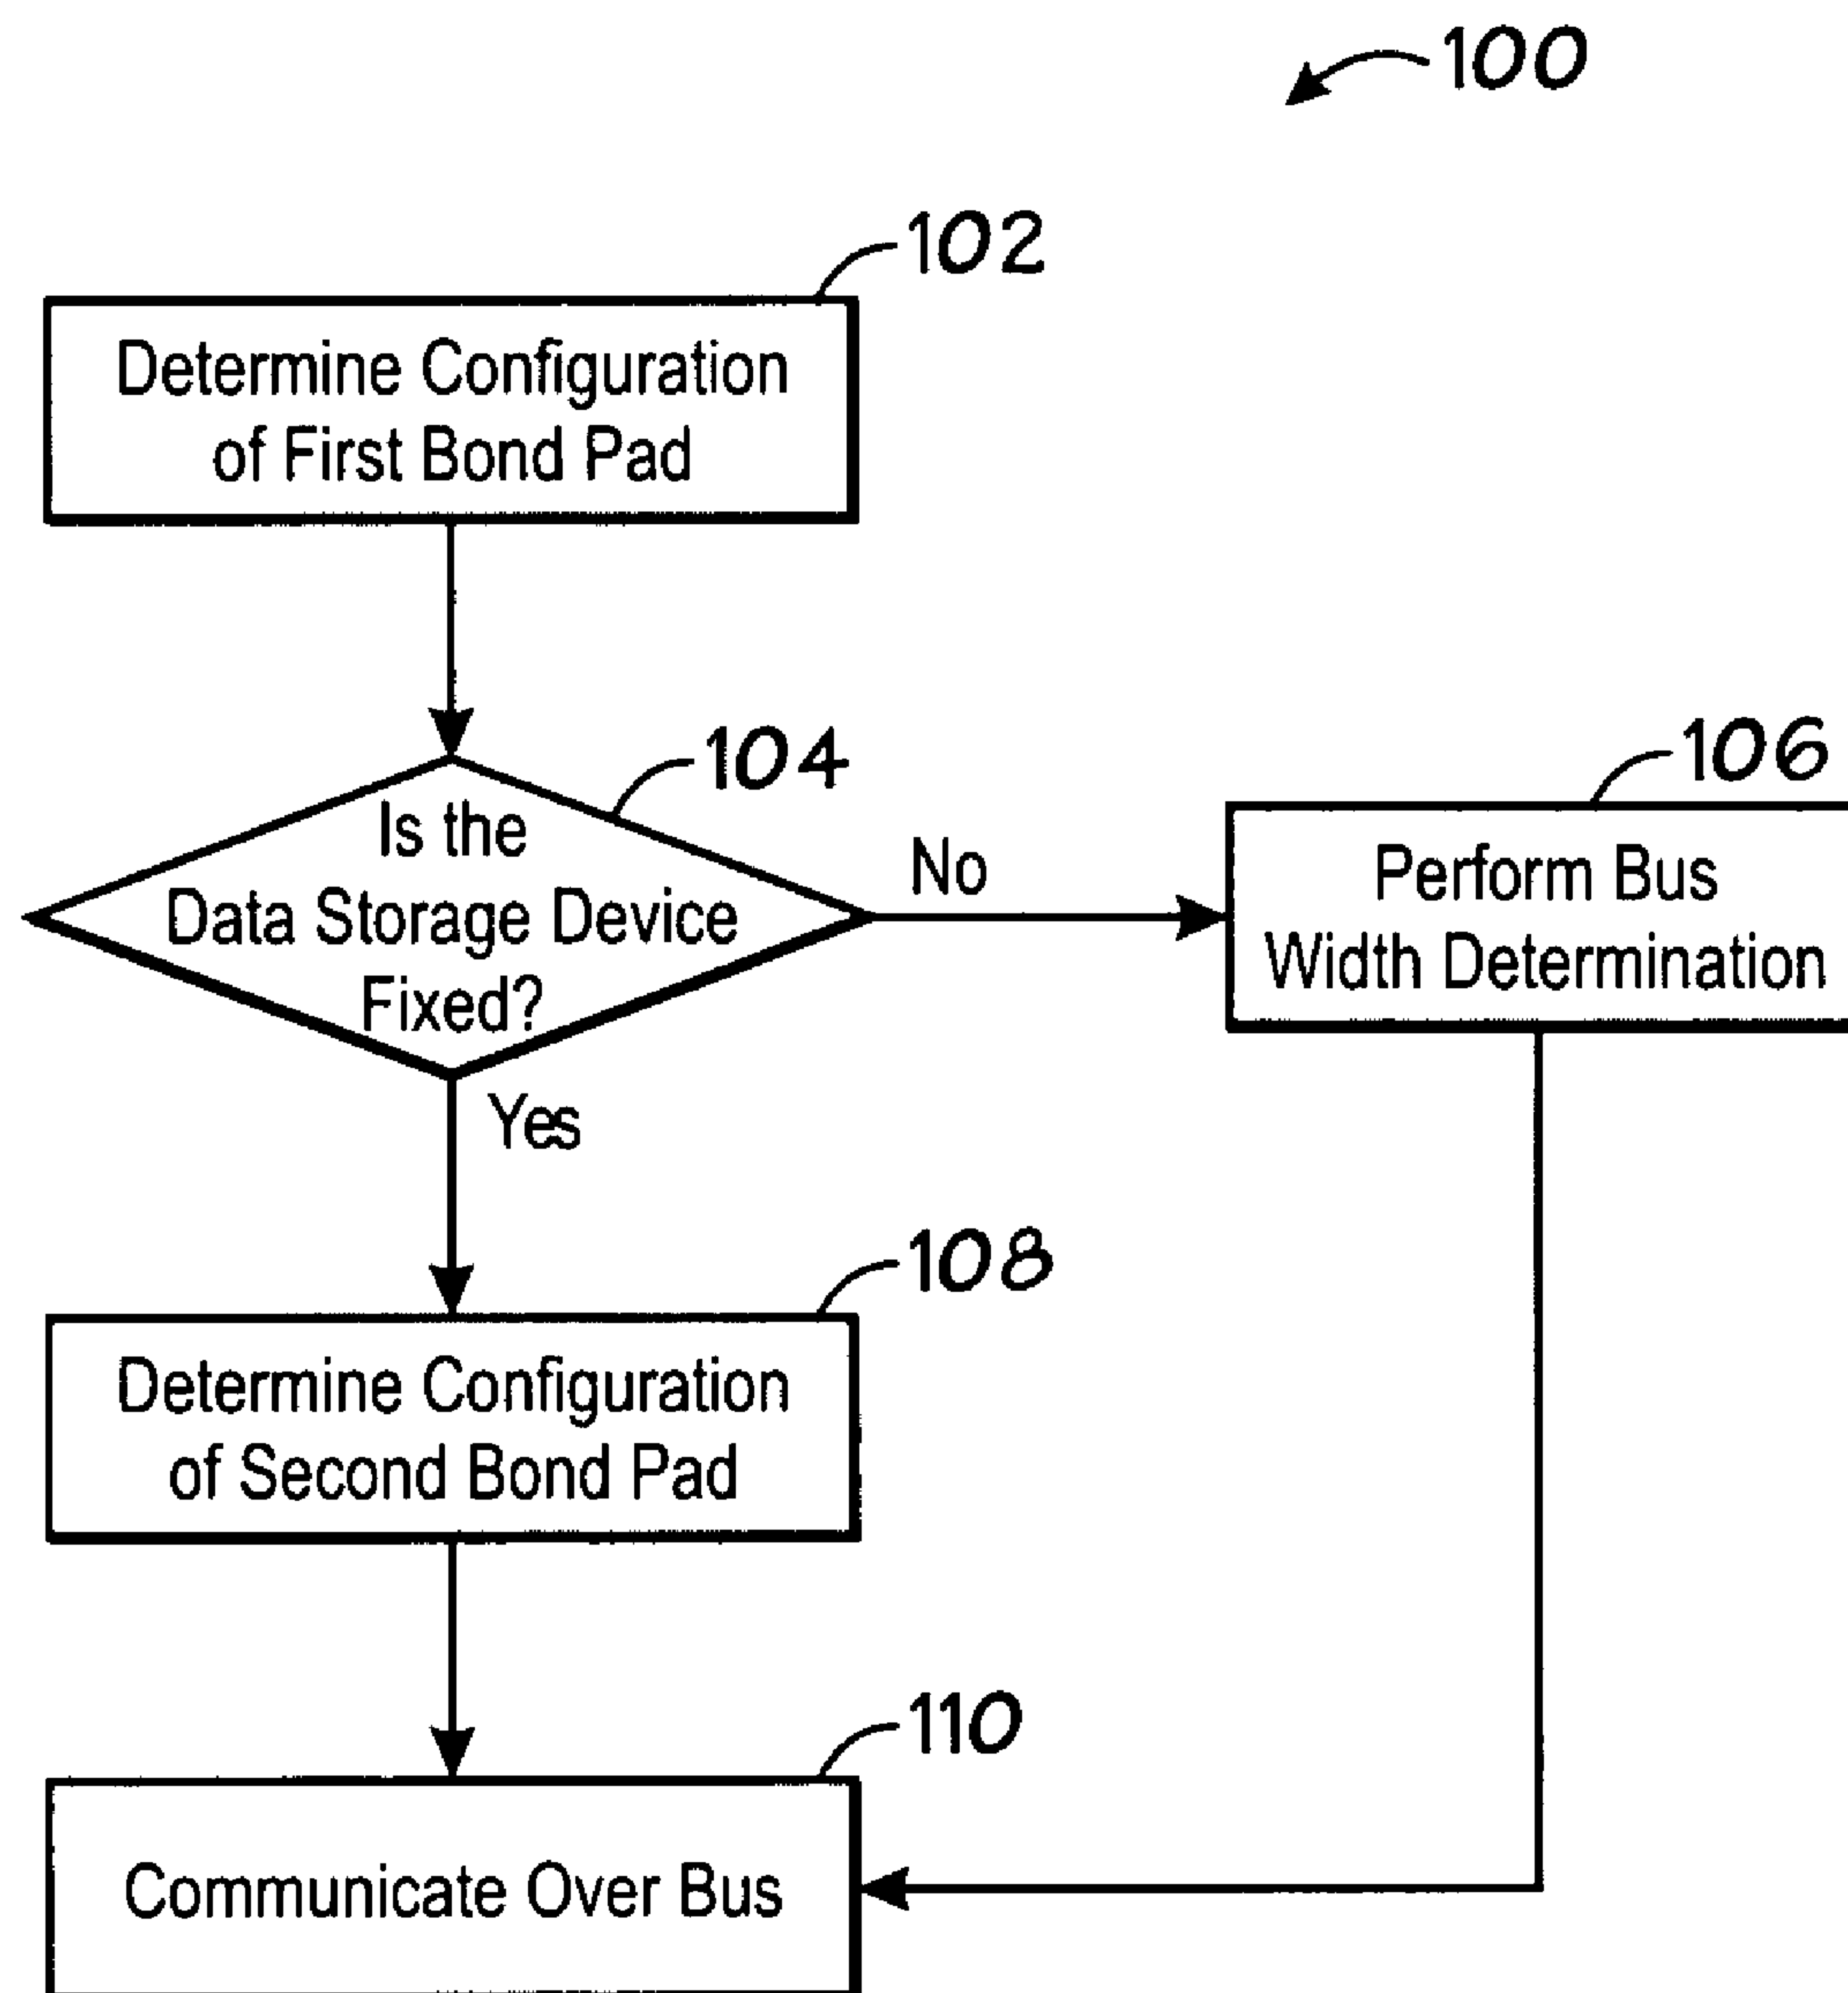 100
102
Determine Configuration
of First Bond Pad
104
Is the
Data Storage Device
Fixed?
No
106
Perform Bus
Width Determination
Yes
108
Determine Configuration
of Second Bond Pad
110
Communicate Over Bus